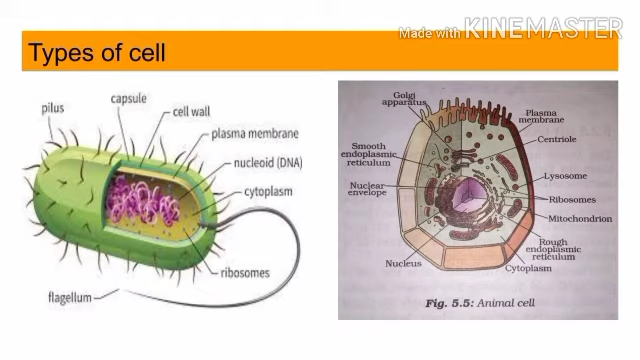 Made with KINEMASTER
Types of cell
pilus
capsule
cell wall
plasma membrane
nucleoid (DNA)
cytoplasm
ribosomes
flagellum
Golgi
apparatus
Smooth
endoplasmic
reticulum
Nuclear
envelope
Nucleus
Plasma
membrane
Centriole
Lysosome
Ribosomes
Mitochondrion
Rough
endoplasmic
reticulum
Cytoplasm
Fig. 5.5: Animal cell